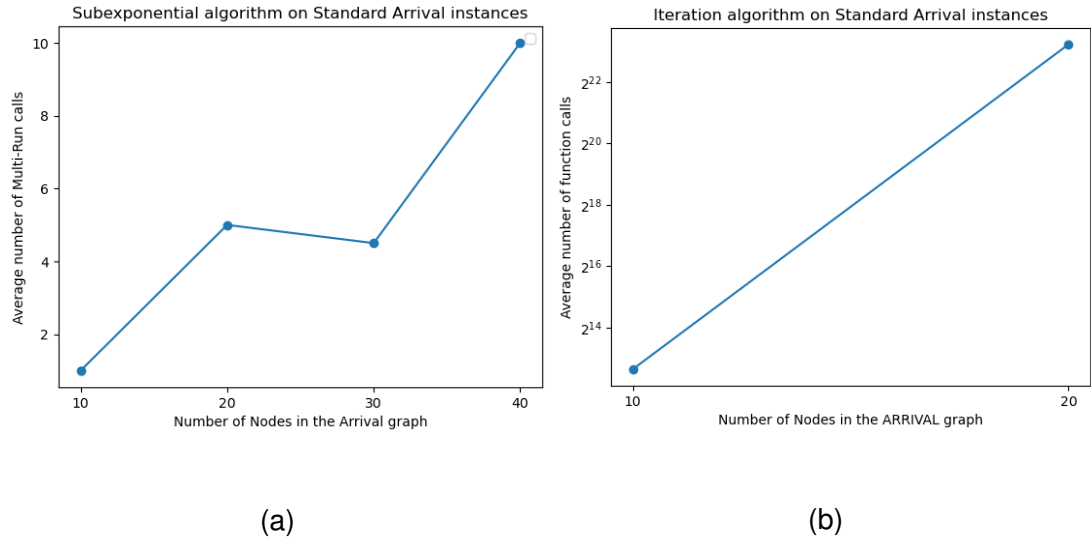 Subexponential algorithm on Standard Arrival instances
Average number of Multi-Run calls
10
8
6
4
2
10 20 30 40
Number of Nodes in the Arrival graph
(a)
Iteration algorithm on Standard Arrival instances
Average number of function calls
2^22
2^20
2^18
2^16
2^14
10 20
Number of Nodes in the ARRIVAL graph
(b)